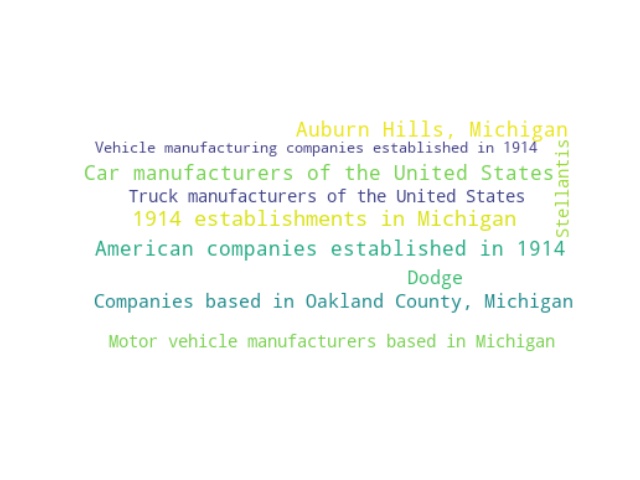 Auburn Hills, Michigan
Vehicle manufacturing companies established in 1914
Stellantis
Car manufacturers of the United States
Truck manufacturers of the United States
1914 establishments in Michigan
American companies established in 1914
Dodge
Companies based in Oakland County, Michigan
Motor vehicle manufacturers based in Michigan